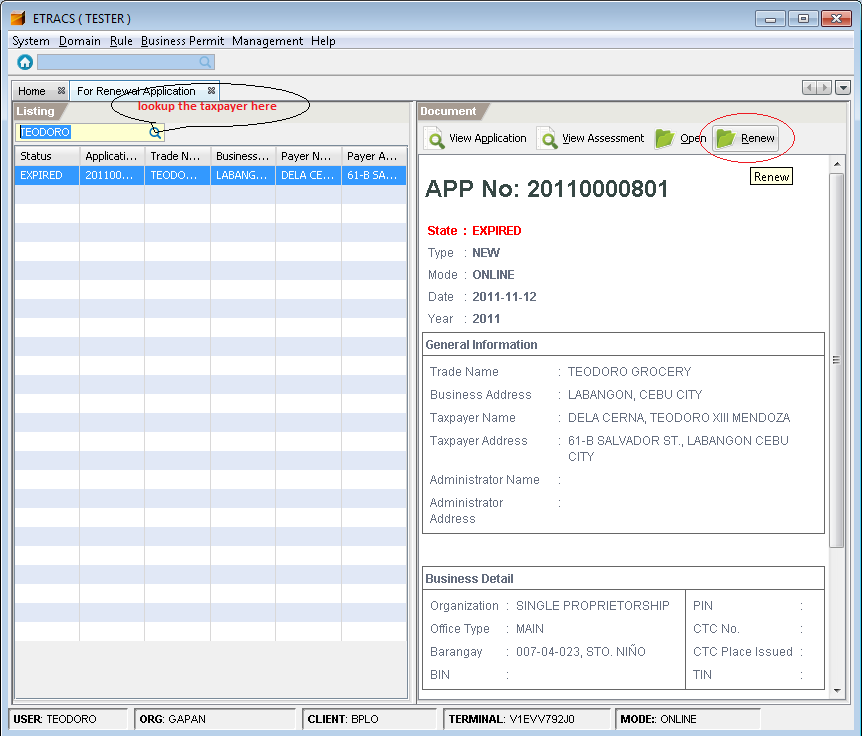 ETRACS ( TESTER )
System Domain Rule Business Permit Management Help
Home For Renewal Application
lookup the taxpayer here
Listing
TEODORO
Status Applicati... Trade N... Business... Payer N... Payer A...
EXPIRED 201100... TEODO... LABANG... DELA CE... 61-B SA...
Document
View Application View Assessment Open Renew
Renew
APP No: 20110000801
State : EXPIRED
Type : NEW
Mode : ONLINE
Date : 2011-11-12
Year : 2011
General Information
Trade Name : TEODORO GROCERY
Business Address : LABANGON, CEBU CITY
Taxpayer Name : DELA CERNA, TEODORO XIII MENDOZA
Taxpayer Address : 61-B SALVADOR ST., LABANGON CEBU
CITY
Administrator Name :
Administrator :
Address
Business Detail
Organization : SINGLE PROPRIETORSHIP PIN :
Office Type : MAIN CTC No. :
Barangay : 007-04-023, STO. NIÑO CTC Place Issued :
BIN : TIN :
USER: TEODORO ORG: GAPAN CLIENT: BPLO TERMINAL: V1EVV792J0 MODE: ONLINE